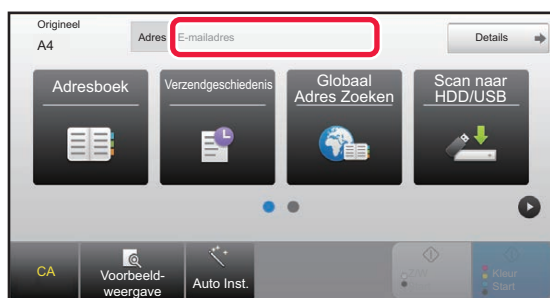 Origineel
A4
Adres
E-mailadres
Details
Adresboek
Verzendgeschiedenis
Globaal
Adres Zoeken
Scan naar
HDD/USB
CA
Voorbeeld-
weergave
Auto Inst.
Z/W
Start
Kleur
Start